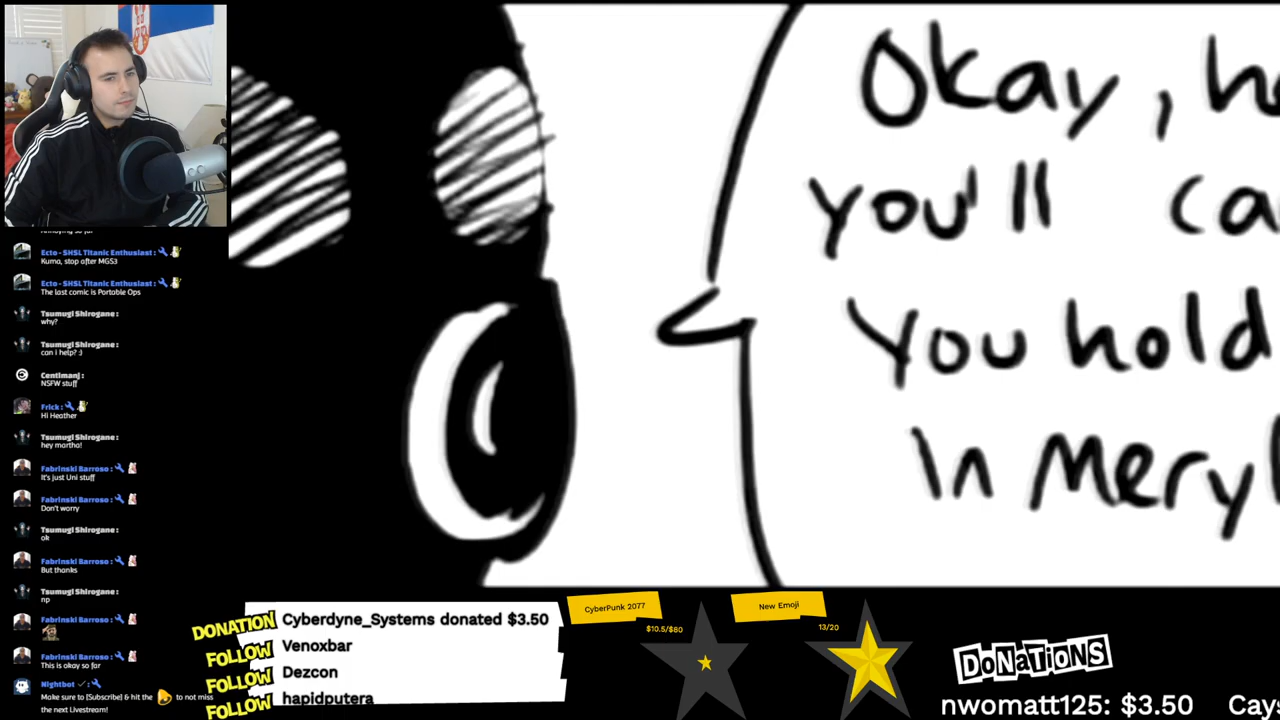 Okay, h
you'll ca
You hold
in Meryl
Ecto - SHSL Titanic Enthusiast :
Kuma, stop after MGS3
Ecto - SHSL Titanic Enthusiast :
The last comic is Portable Ops
Tsumugi Shirogane :
why?
Tsumugi Shirogane :
can I help? :)
Centimanj :
NSFW stuff
Frick :
Hi Heather
Tsumugi Shirogane :
hey martha!
Fabrinski Barroso :
It's just Uni stuff
Fabrinski Barroso :
Don't worry
Tsumugi Shirogane :
ok
Fabrinski Barroso :
But thanks
Tsumugi Shirogane :
np
Fabrinski Barroso :
Fabrinski Barroso :
This is okay so far
Nightbot ✓ :
Make sure to [Subscribe] & hit the to not miss
the next Livestream!
DONATION Cyberdyne_Systems donated $3.50
FOLLOW Venoxbar
FOLLOW Dezcon
FOLLOW hapidputera
CyberPunk 2077
$10.5/$60
New Emoji
13/20
DONATIONS
nwomatt125: $3.50 Cays